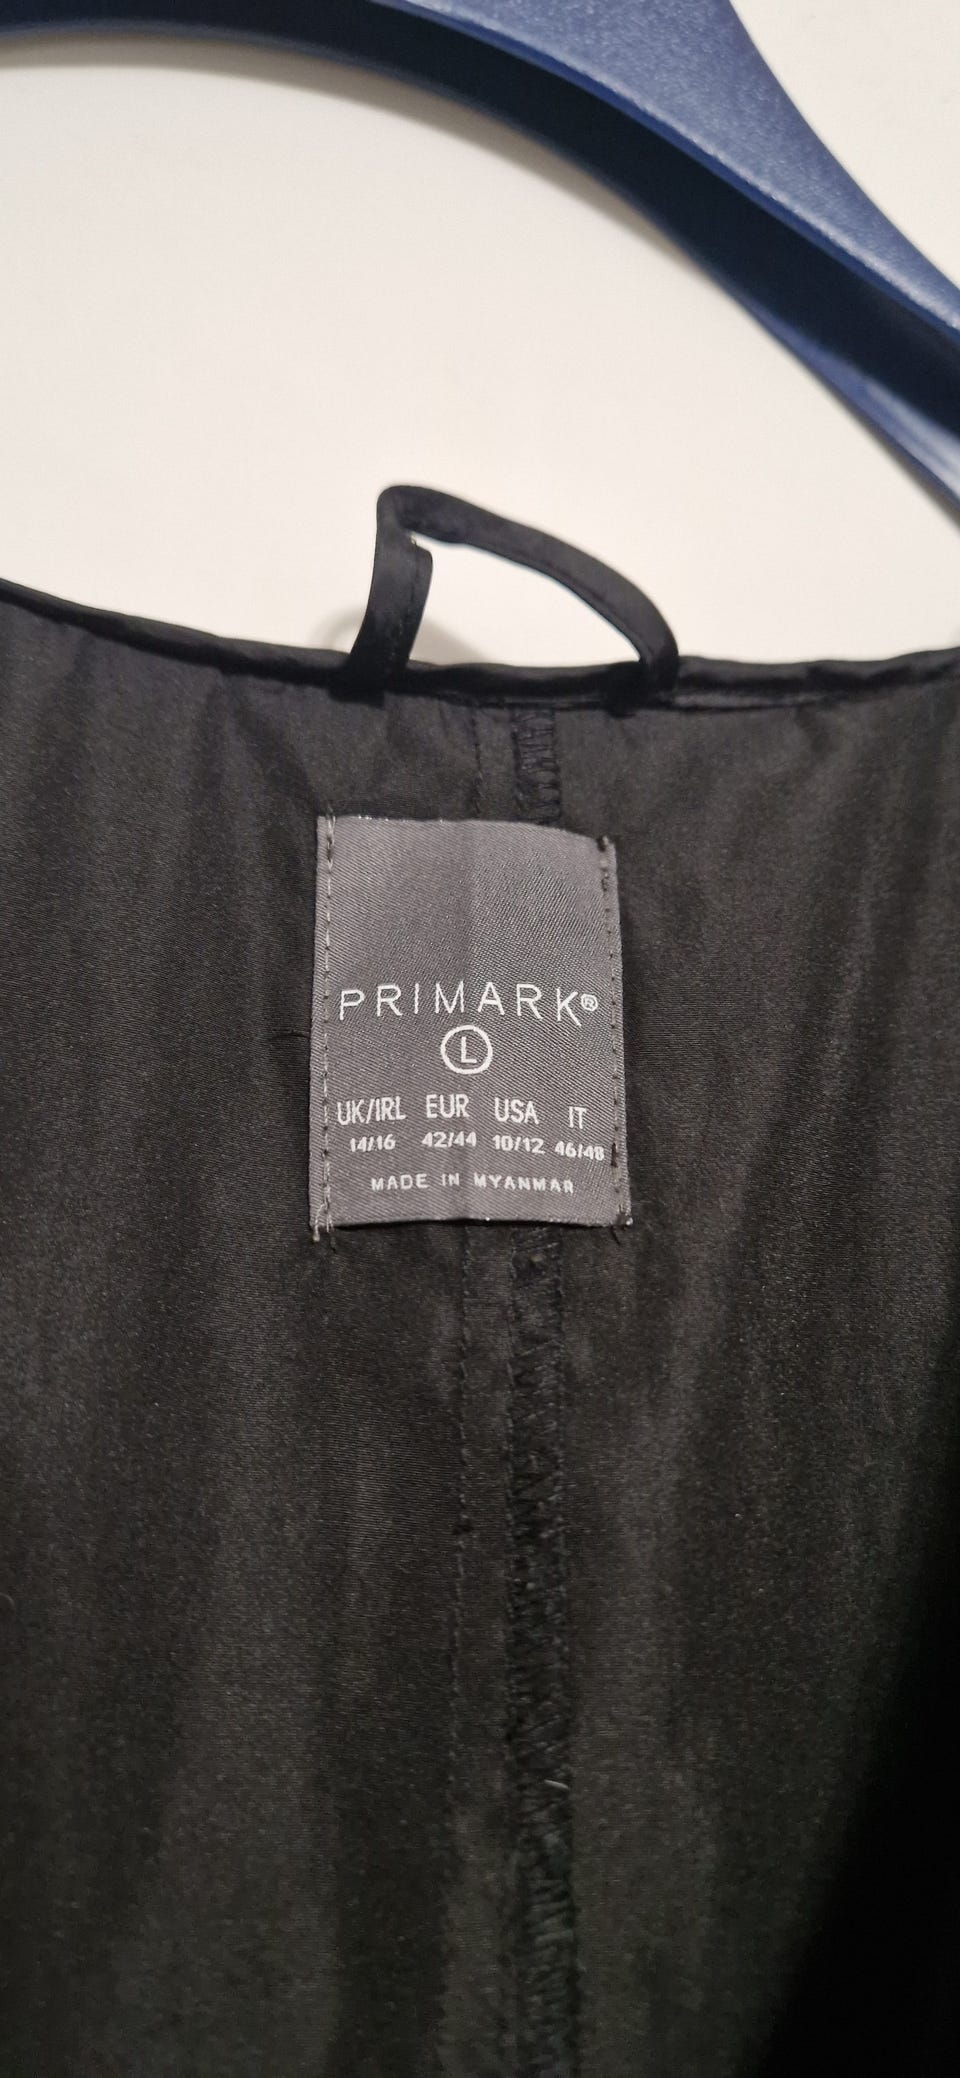 PRIMARK®
L
UK/IRL EUR USA IT
14/16 42/44 10/12 46/48
MADE IN MYANMAR